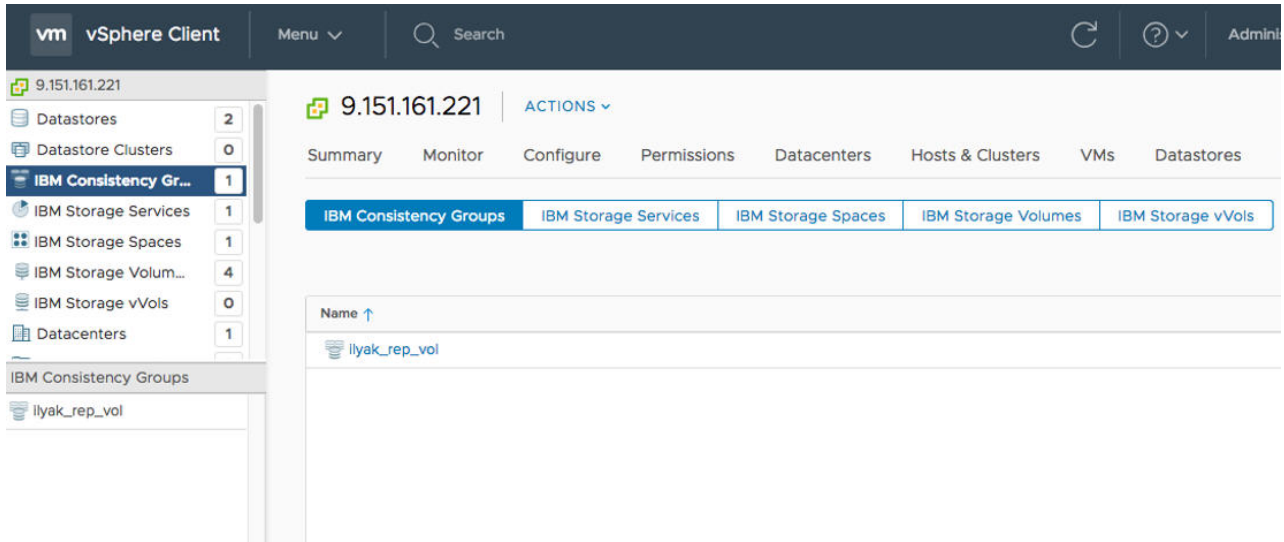 vm vSphere Client Menu Search Adminis
9.151.161.221
Datastores 2
Datastore Clusters 0
IBM Consistency Gr... 1
IBM Storage Services 1
IBM Storage Spaces 1
IBM Storage Volum... 4
IBM Storage vVols 0
Datacenters 1
IBM Consistency Groups
ilyak_rep_vol
9.151.161.221 ACTIONS
Summary Monitor Configure Permissions Datacenters Hosts & Clusters VMs Datastores
IBM Consistency Groups IBM Storage Services IBM Storage Spaces IBM Storage Volumes IBM Storage vVols
Name ↑
ilyak_rep_vol